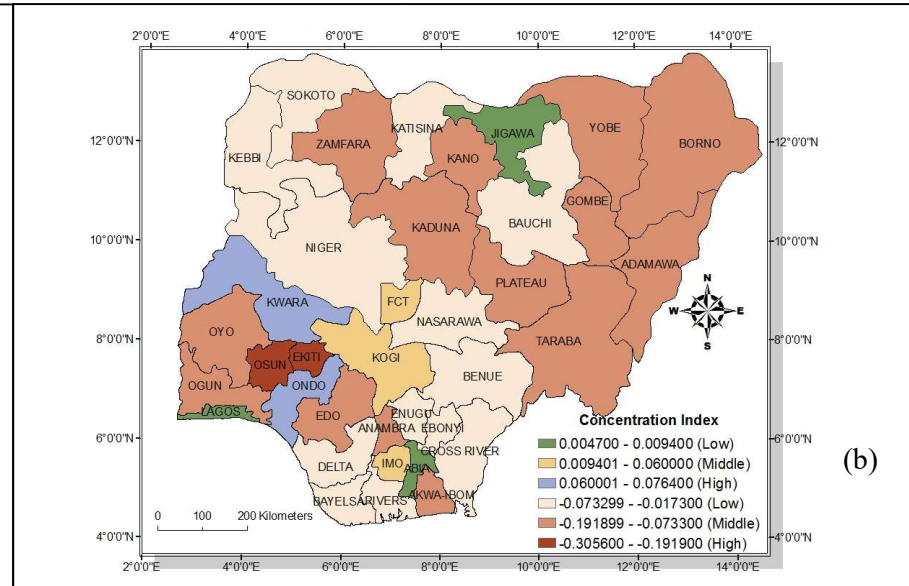 2°0'0"E 4°0'0"E 6°0'0"E 8°0'0"E 10°0'0"E 12°0'0"E 14°0'0"E
SOKOTO
12°0'0"N ZAMFARA KATISINA JIGAWA YOBE BORNO 12°0'0"N
KEBBI KANO
GOMBE
BAUCHI
10°0'0"N NIGER KADUNA 10°0'0"N
ADAMAWA
PLATEAU
N
KWARA FCT
W E
NASARAWA
S
8°0'0"N OYO TARABA 8°0'0"N
OSUN EKITI KOGI
BENUE
OGUN ONDO
LAGOS EDO ENUGU
ANAMBRA EBONYI
Concentration Index
6°0'0"N CROSS RIVER 0.004700 - 0.009400 (Low) 6°0'0"N
(b)
DELTA IMO ABIA 0.009401 - 0.060000 (Middle)
0.060001 - 0.076400 (High)
BAYELSA RIVERS AKWA-IBOM -0.073299 - -0.017300 (Low)
0 100 200 Kilometers -0.191899 - -0.073300 (Middle)
4°0'0"N -0.305600 - -0.191900 (High) 4°0'0"N
2°0'0"E 4°0'0"E 6°0'0"E 8°0'0"E 10°0'0"E 12°0'0"E 14°0'0"E